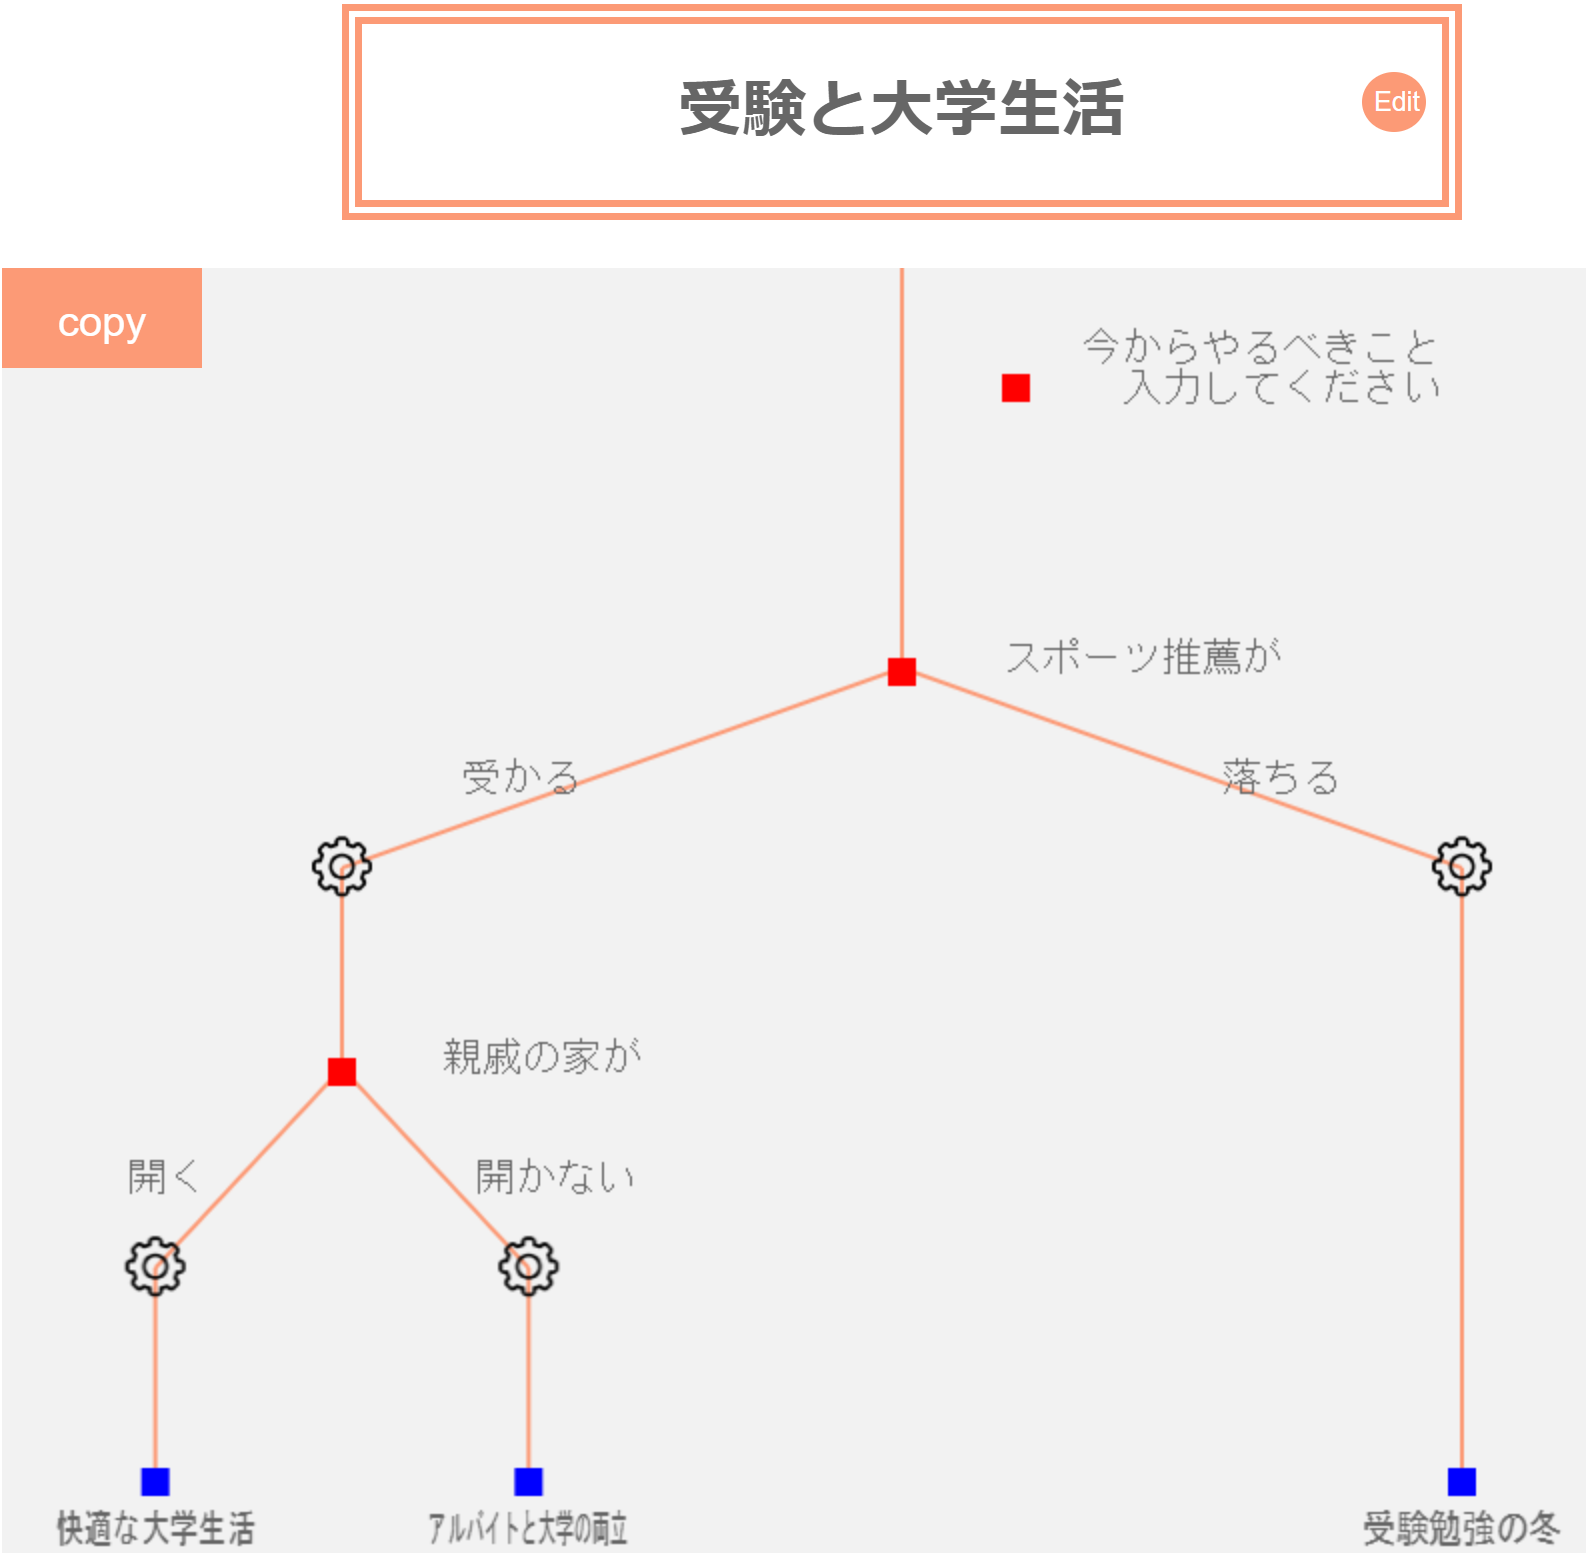 受験と大学生活
Edit
copy
今からやるべきこと
入力してください
スポーツ推薦が
受かる
落ちる
親戚の家が
開く
開かない
快適な大学生活
アルバイトと大学の両立
受験勉強の冬